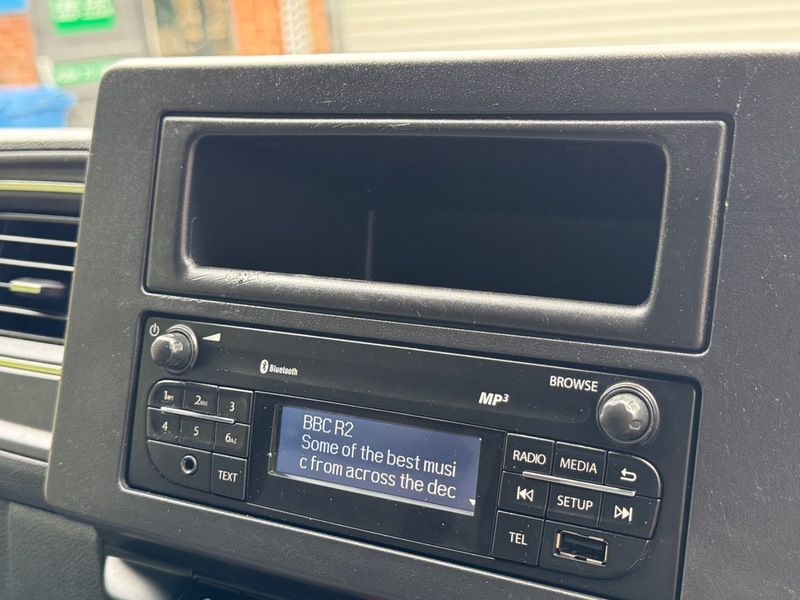 Bluetooth
MP3
BROWSE
1
2
3
4
5
6
TEXT
BBC R2
Some of the best musi
c from across the dec
RADIO
MEDIA
SETUP
TEL